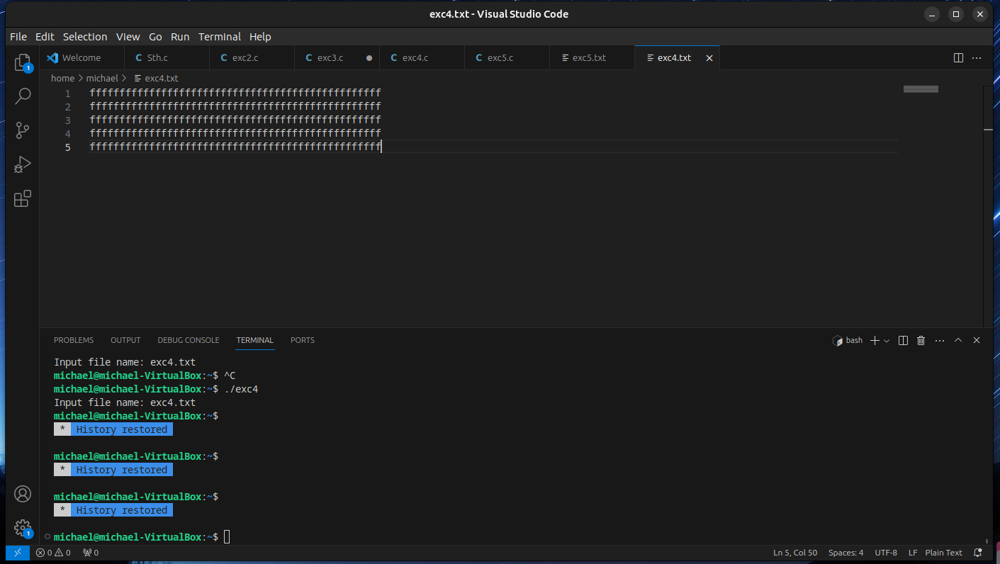 exc4.txt - Visual Studio Code
File Edit Selection View Go Run Terminal Help
Welcome Sth.c exc2.c exc3.c exc4.c exc5.c exc5.txt exc4.txt
home > michael > exc4.txt
1 fffffffffffffffffffffffffffffffffffffffffffffffff
2 fffffffffffffffffffffffffffffffffffffffffffffffff
3 fffffffffffffffffffffffffffffffffffffffffffffffff
4 fffffffffffffffffffffffffffffffffffffffffffffffff
5 fffffffffffffffffffffffffffffffffffffffffffffffff
PROBLEMS OUTPUT DEBUG CONSOLE TERMINAL PORTS bash
Input file name: exc4.txt
michael@michael-VirtualBox:~$ ^C
michael@michael-VirtualBox:~$ ./exc4
Input file name: exc4.txt
michael@michael-VirtualBox:~$
* History restored
michael@michael-VirtualBox:~$
* History restored
michael@michael-VirtualBox:~$
* History restored
michael@michael-VirtualBox:~$
1
1
0 0 0 Ln 5, Col 50 Spaces: 4 UTF-8 LF Plain Text